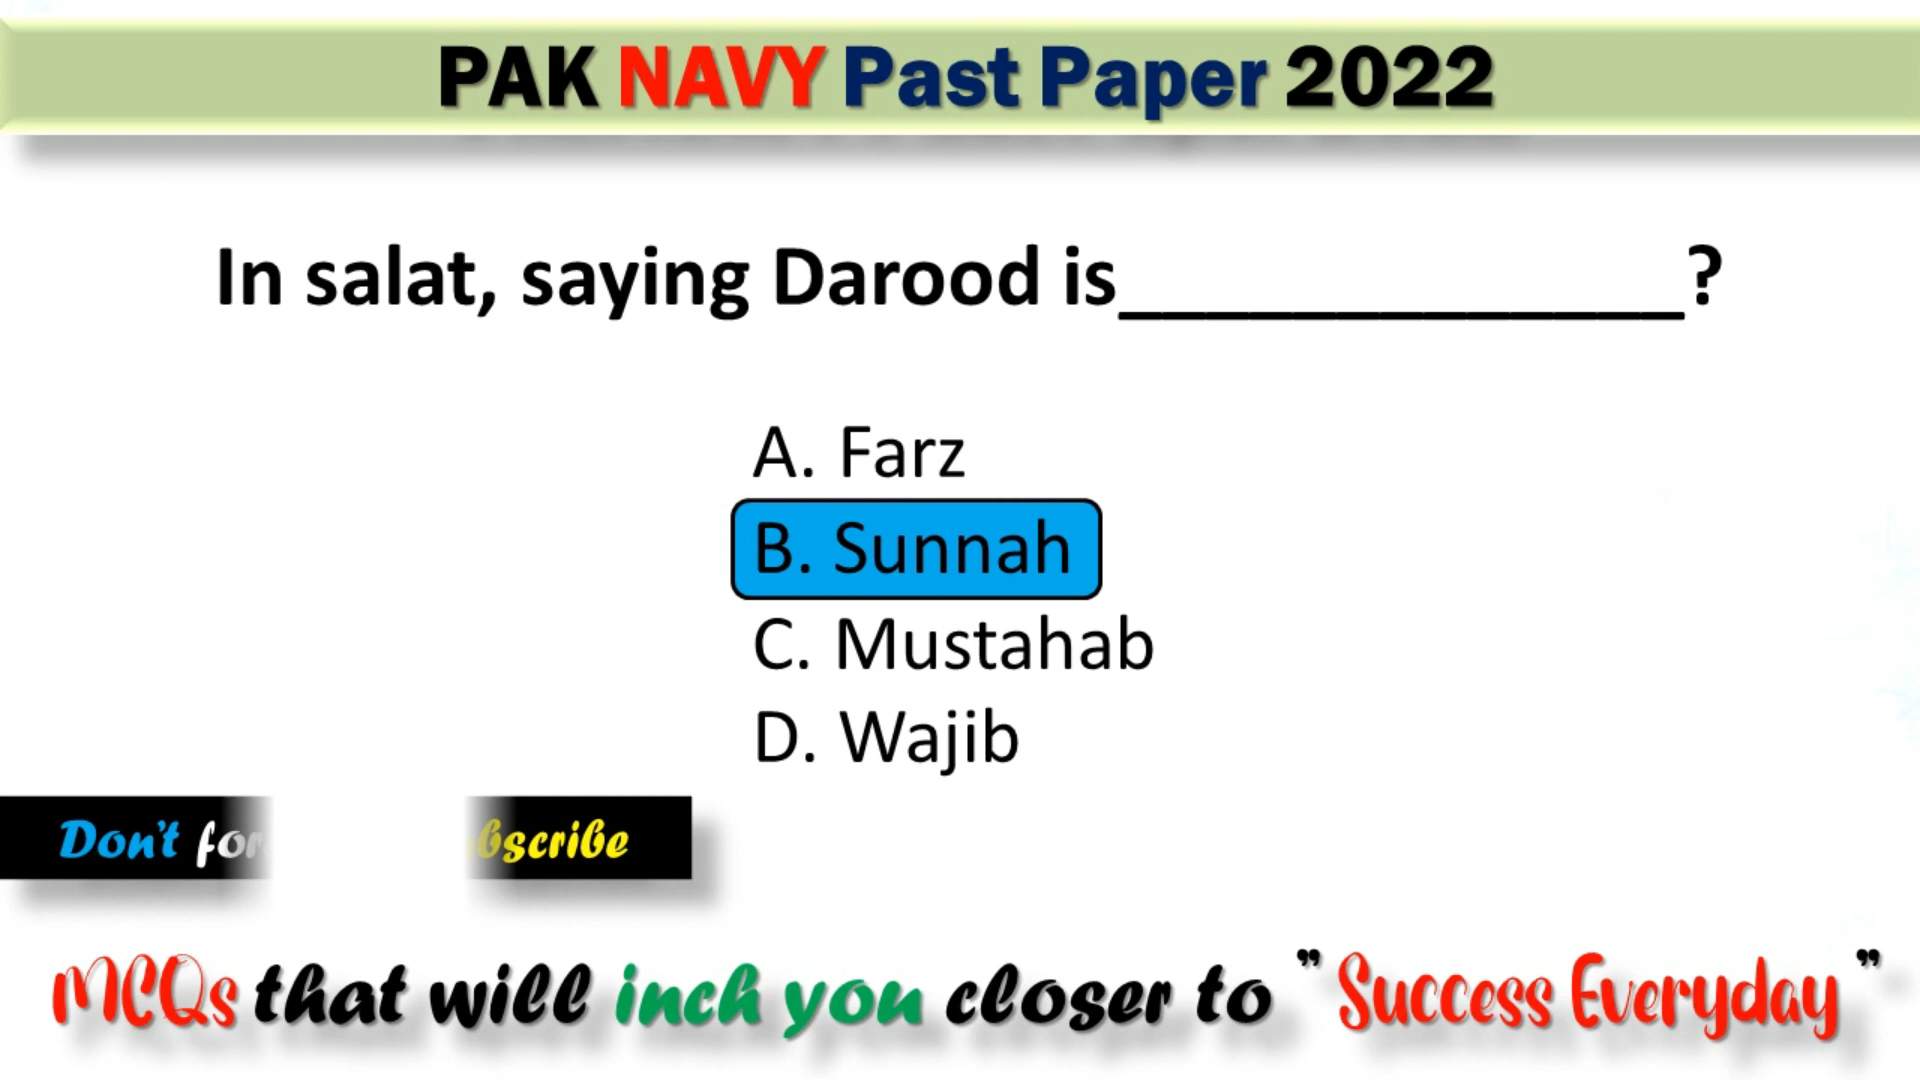 PAK NAVY Past Paper 2022
In salat, saying Darood is_____________?
A. Farz
B. Sunnah
C. Mustahab
D. Wajib
Don't
MCQs that will inch you closer to " Success Everyday "